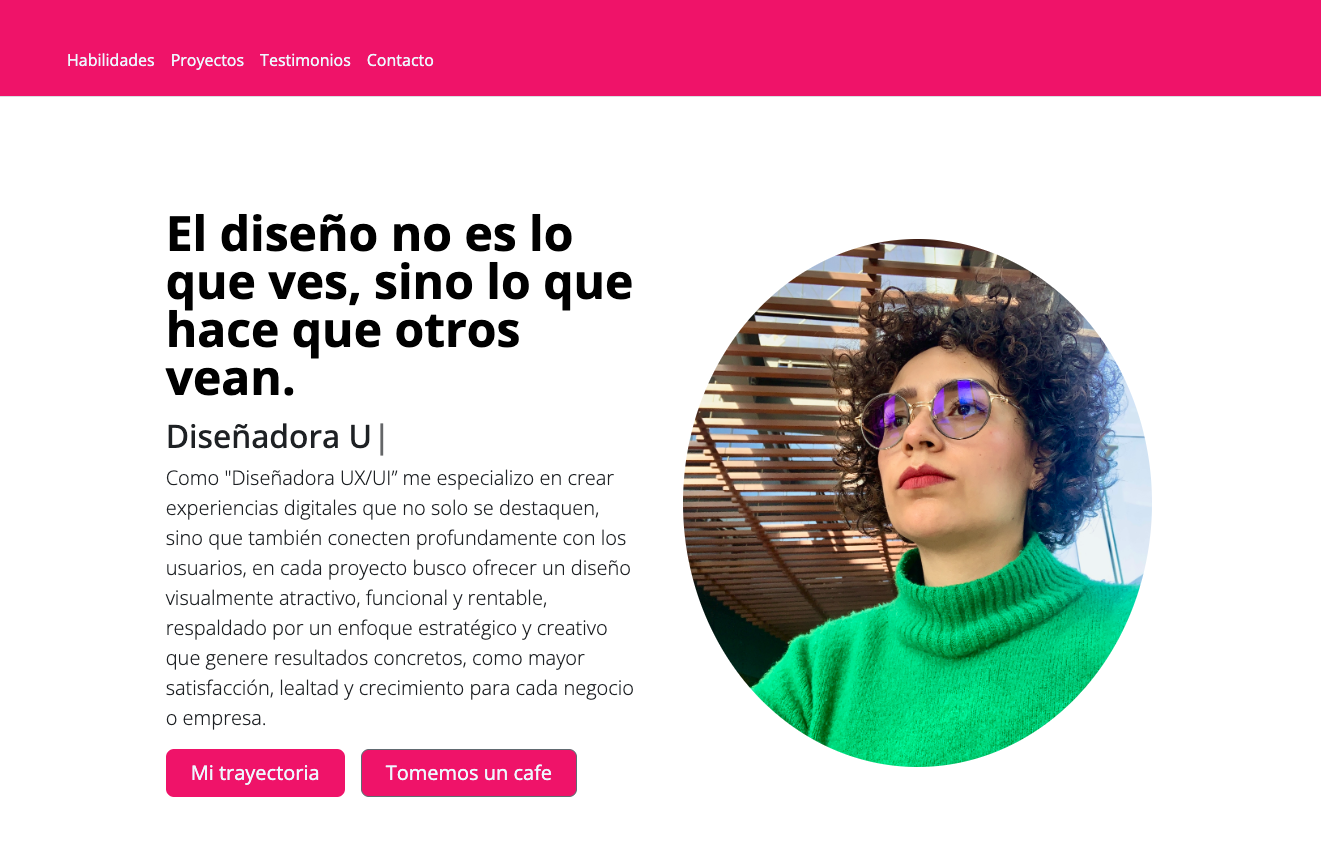 Habilidades Proyectos Testimonios Contacto
El diseño no es lo
que ves, sino lo que
hace que otros
vean.
Diseñadora U|
Como "Diseñadora UX/UI” me especializo en crear
experiencias digitales que no solo se destaquen,
sino que también conecten profundamente con los
usuarios, en cada proyecto busco ofrecer un diseño
visualmente atractivo, funcional y rentable,
respaldado por un enfoque estratégico y creativo
que genere resultados concretos, como mayor
satisfacción, lealtad y crecimiento para cada negocio
o empresa.
Mi trayectoria Tomemos un cafe